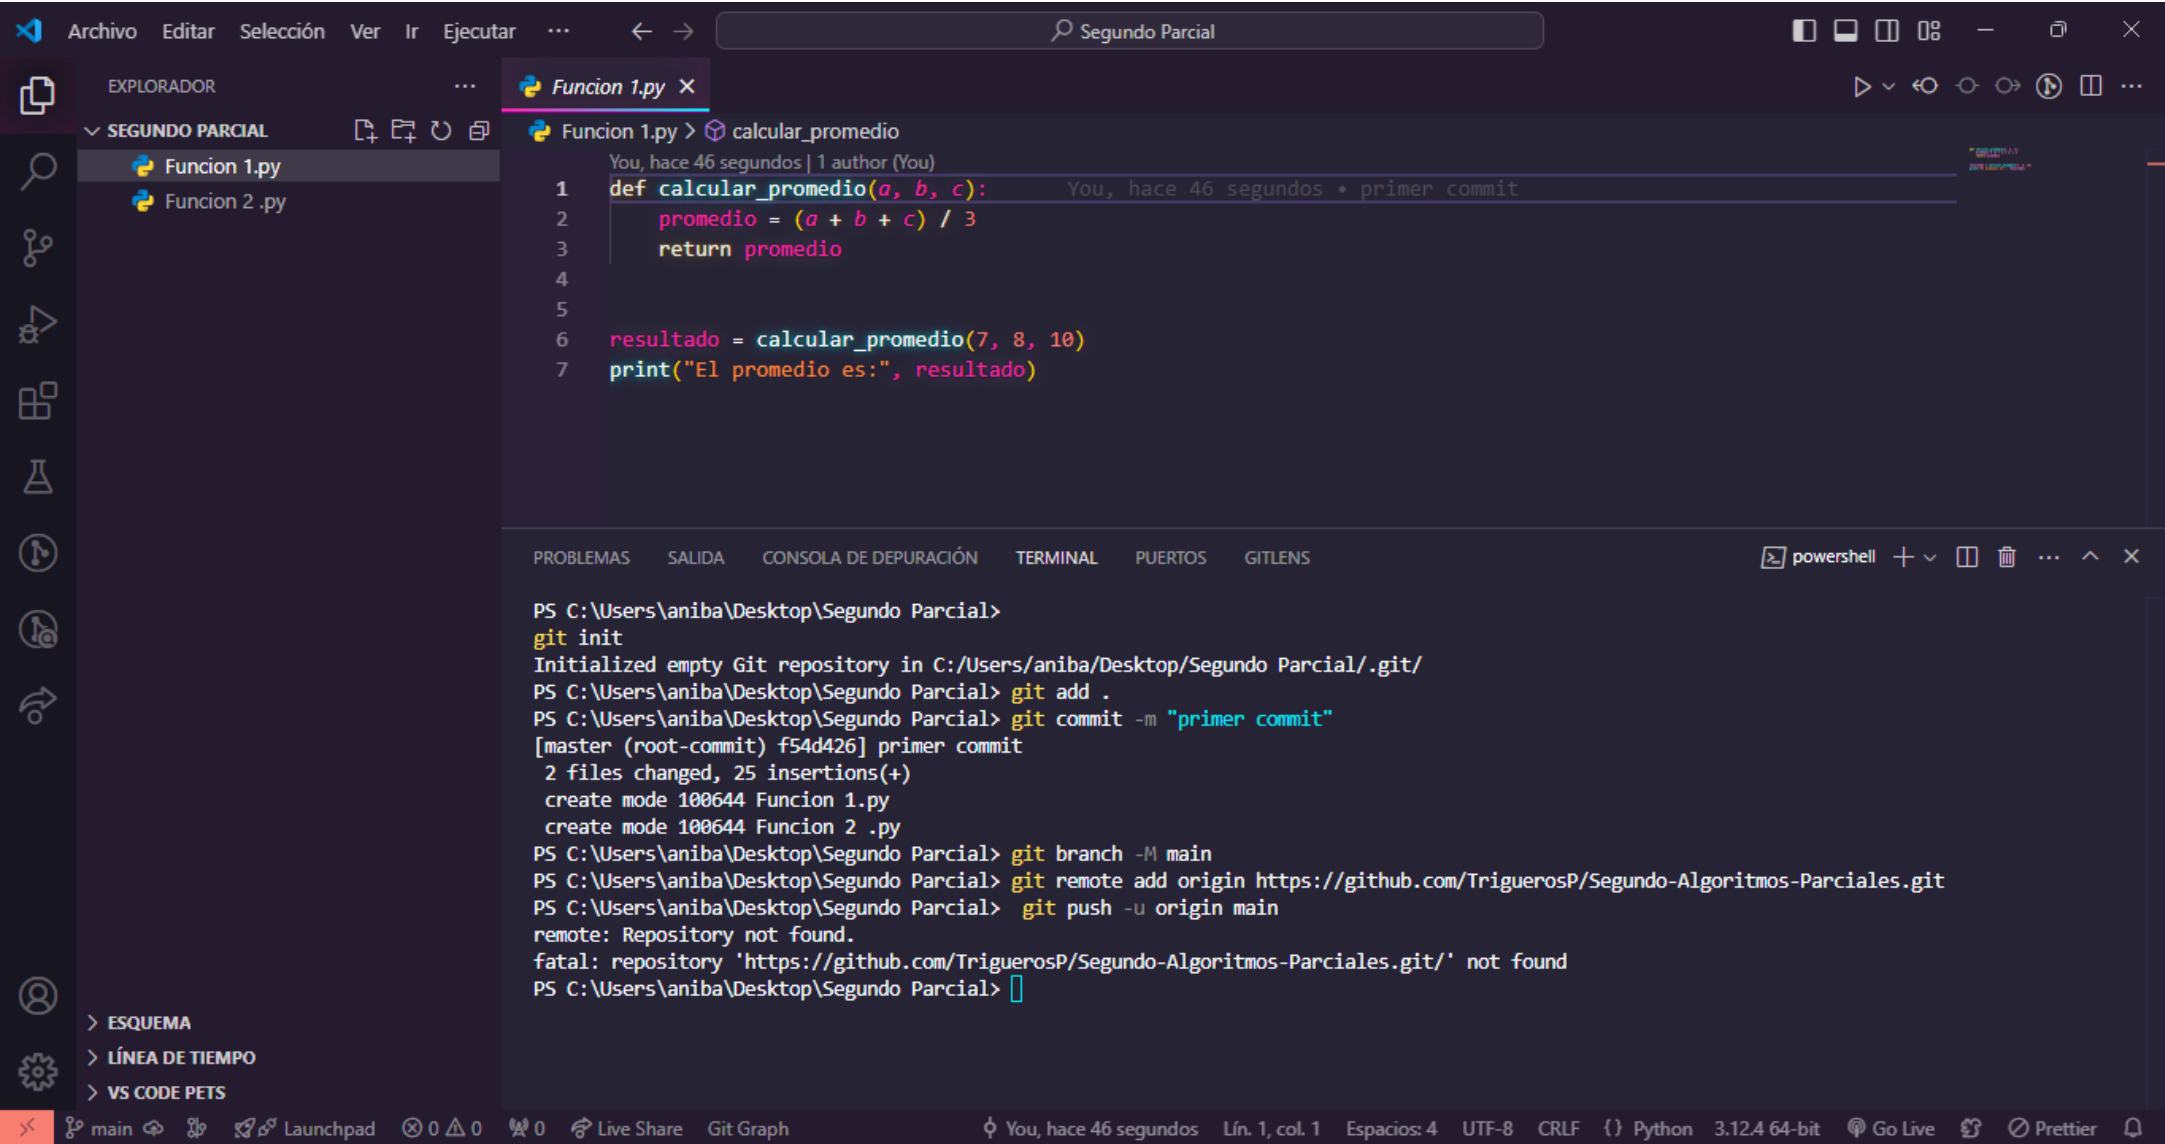 Archivo Editar Selección Ver Ir Ejecutar ··· Segundo Parcial
EXPLORADOR ···
SEGUNDO PARCIAL
Funcion 1.py
Funcion 2 .py
ESQUEMA
LÍNEA DE TIEMPO
VS CODE PETS
Funcion 1.py
Funcion 1.py > calcular_promedio
You, hace 46 segundos | 1 author (You)
1 def calcular_promedio(a, b, c): You, hace 46 segundos • primer commit
2 promedio = (a + b + c) / 3
3 return promedio
4
5
6 resultado = calcular_promedio(7, 8, 10)
7 print("El promedio es:", resultado)
PROBLEMAS SALIDA CONSOLA DE DEPURACIÓN TERMINAL PUERTOS GITLENS powershell
PS C:\Users\aniba\Desktop\Segundo Parcial>
git init
Initialized empty Git repository in C:/Users/aniba/Desktop/Segundo Parcial/.git/
PS C:\Users\aniba\Desktop\Segundo Parcial> git add .
PS C:\Users\aniba\Desktop\Segundo Parcial> git commit -m "primer commit"
[master (root-commit) f54d426] primer commit
2 files changed, 25 insertions(+)
create mode 100644 Funcion 1.py
create mode 100644 Funcion 2 .py
PS C:\Users\aniba\Desktop\Segundo Parcial> git branch -M main
PS C:\Users\aniba\Desktop\Segundo Parcial> git remote add origin https://github.com/TriguerosP/Segundo-Algoritmos-Parciales.git
PS C:\Users\aniba\Desktop\Segundo Parcial> git push -u origin main
remote: Repository not found.
fatal: repository 'https://github.com/TriguerosP/Segundo-Algoritmos-Parciales.git/' not found
PS C:\Users\aniba\Desktop\Segundo Parcial>
main Launchpad 0 0 0 Live Share Git Graph You, hace 46 segundos Lín. 1, col. 1 Espacios: 4 UTF-8 CRLF {} Python 3.12.4 64-bit Go Live Prettier